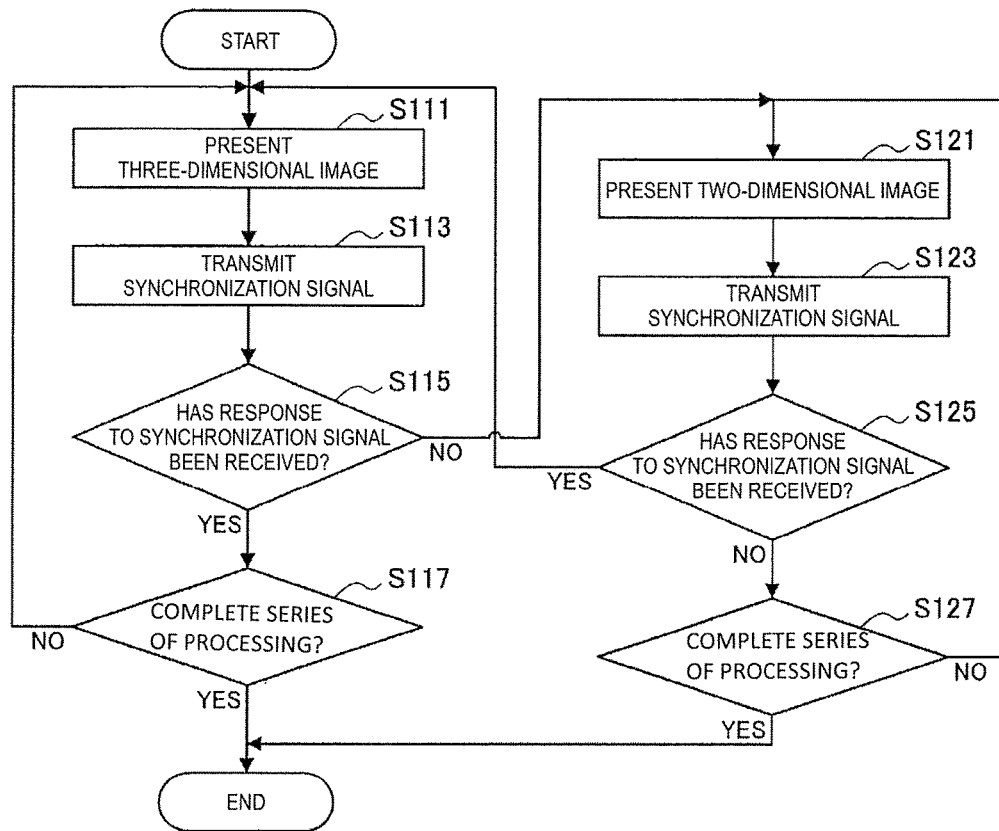 START
S111
PRESENT
THREE-DIMENSIONAL IMAGE
S113
TRANSMIT
SYNCHRONIZATION SIGNAL
S115
HAS RESPONSE
TO SYNCHRONIZATION SIGNAL
BEEN RECEIVED?
NO
YES
S117
COMPLETE SERIES
OF PROCESSING?
NO
YES
END
S121
PRESENT TWO-DIMENSIONAL IMAGE
S123
TRANSMIT
SYNCHRONIZATION SIGNAL
S125
HAS RESPONSE
TO SYNCHRONIZATION SIGNAL
BEEN RECEIVED?
YES
NO
S127
COMPLETE SERIES
OF PROCESSING?
NO
YES